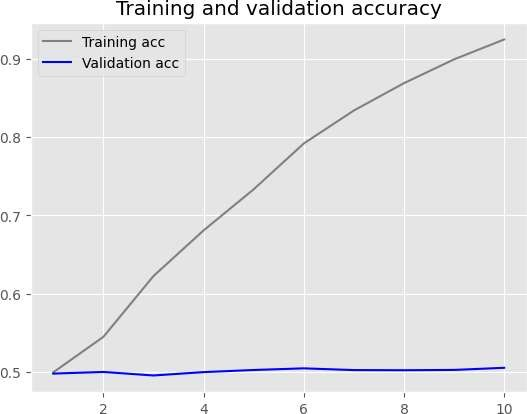 Training and validation accuracy
Training acc
Validation acc
0.9
0.8
0.7
0.6
0.5
2 4 6 8 10